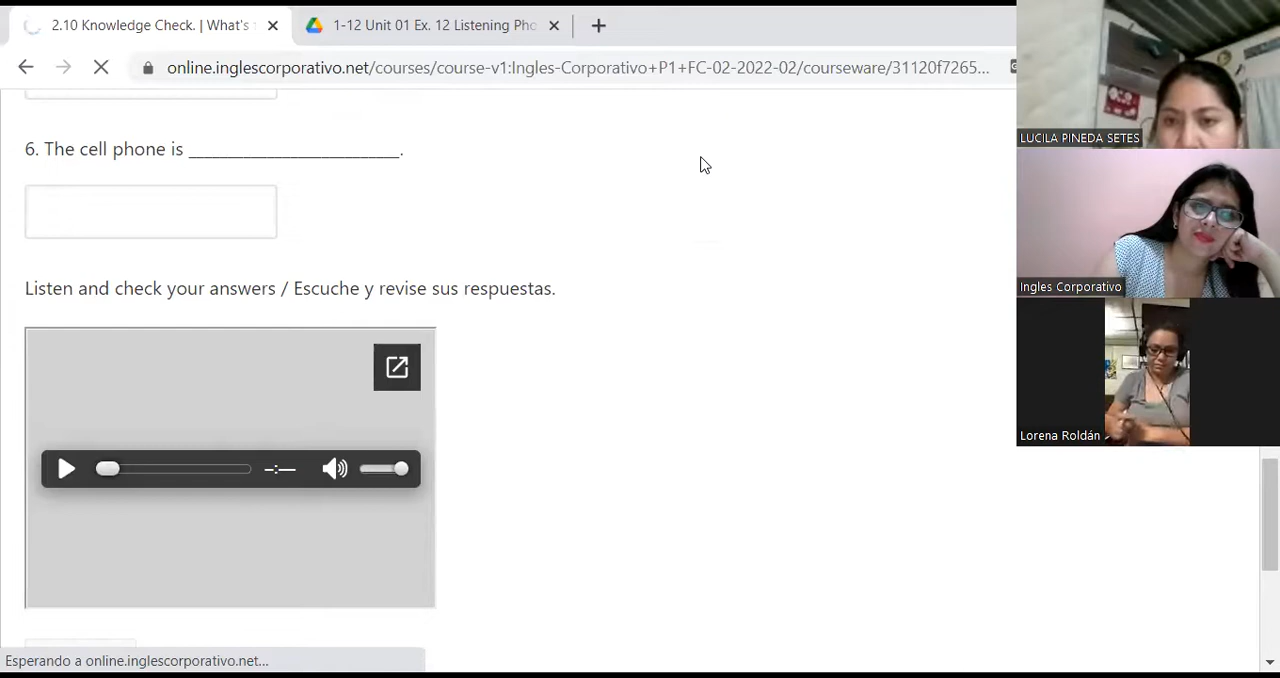 2.10 Knowledge Check. | What's
1-12 Unit 01 Ex. 12 Listening Pho
online.inglescorporativo.net/courses/course-v1:Ingles-Corporativo+P1+FC-02-2022-02/courseware/31120f7265...
6. The cell phone is _________________________.
Listen and check your answers / Escuche y revise sus respuestas.
-:--
Esperando a online.inglescorporativo.net...
LUCILA PINEDA SETES
Ingles Corporativo
Lorena Roldán